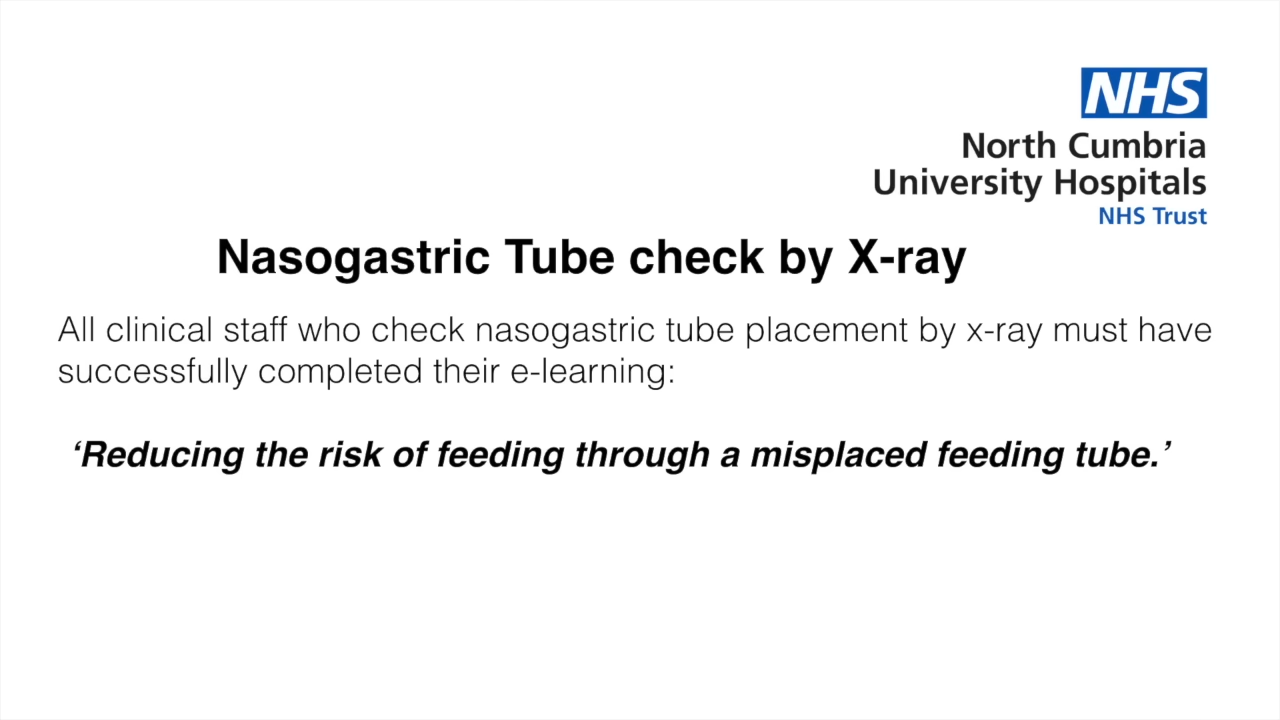 NHS
North Cumbria
University Hospitals
NHS Trust
Nasogastric Tube check by X-ray
All clinical staff who check nasogastric tube placement by x-ray must have
successfully completed their e-learning:
‘Reducing the risk of feeding through a misplaced feeding tube.’